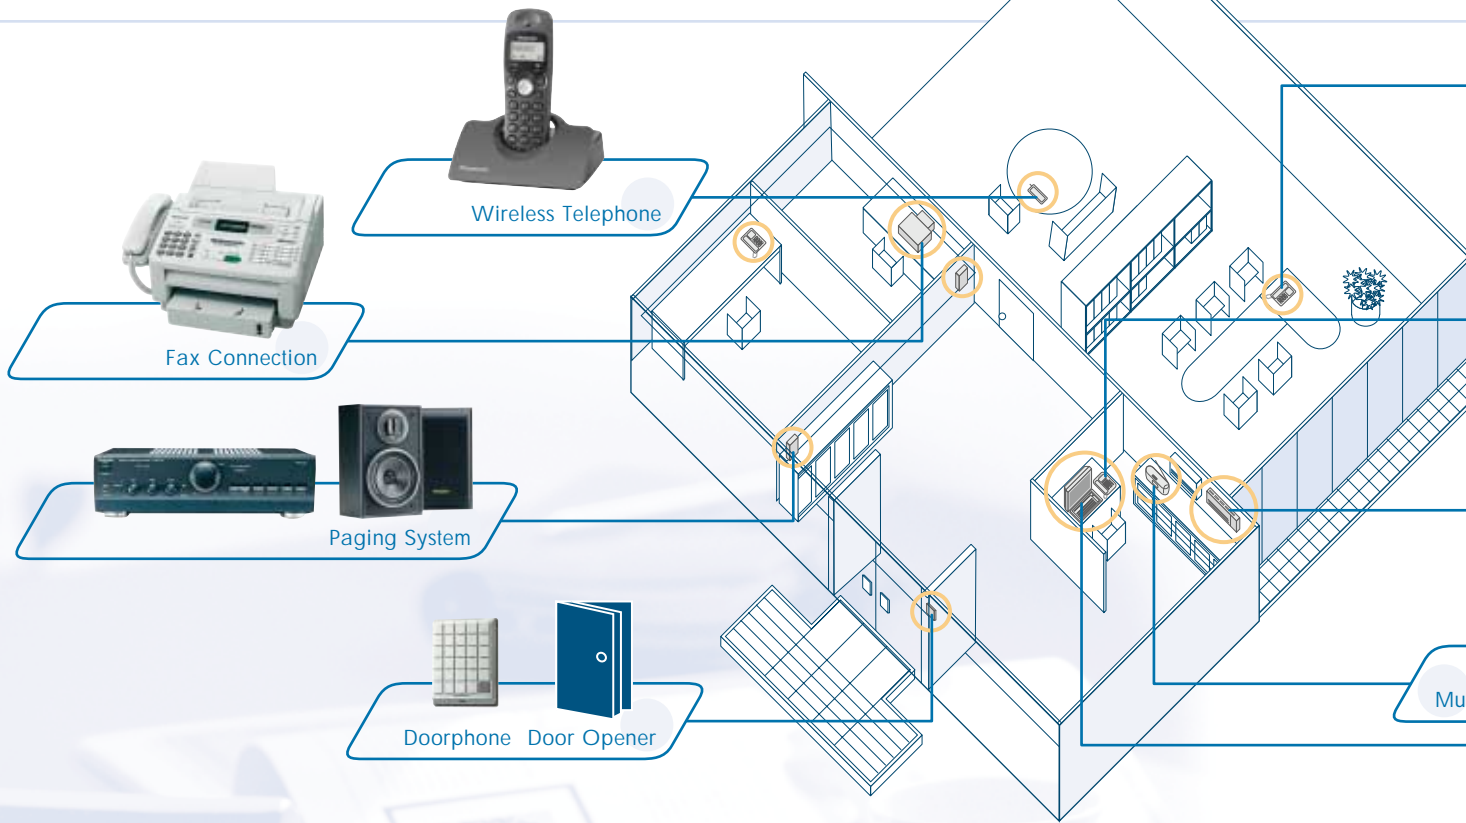 Wireless Telephone
Fax Connection
Paging System
Doorphone Door Opener
Mu